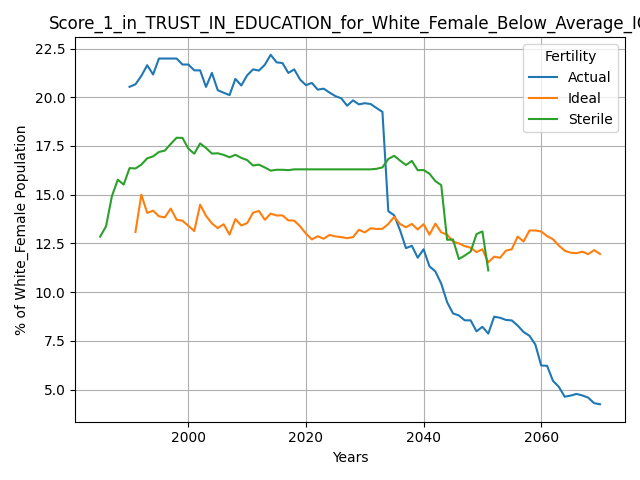 Score_1_in_TRUST_IN_EDUCATION_for_White_Female_Below_Average_IQ
Fertility
Actual
Ideal
Sterile
% of White_Female Population
22.5
20.0
17.5
15.0
12.5
10.0
7.5
5.0
2000 2020 2040 2060
Years